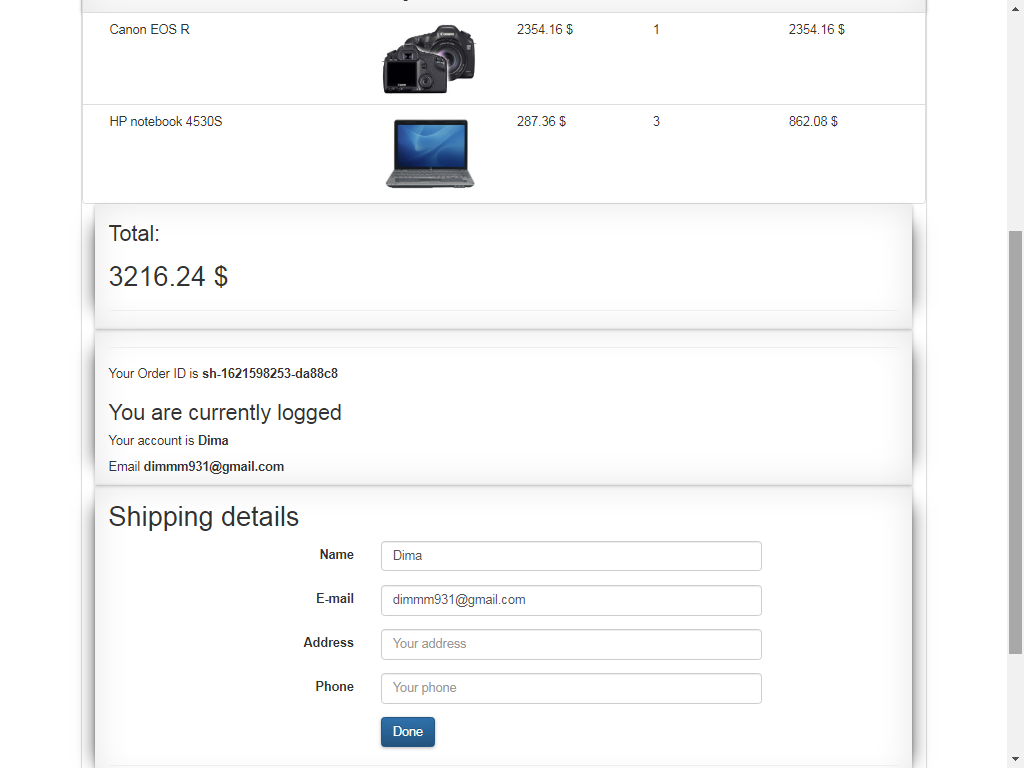 Canon EOS R 2354.16 $ 1 2354.16 $
HP notebook 4530S 287.36 $ 3 862.08 $
Total:
3216.24 $
Your Order ID is sh-1621598253-da88c8
You are currently logged
Your account is Dima
Email dimmm931@gmail.com
Shipping details
Name Dima
E-mail dimmm931@gmail.com
Address Your address
Phone Your phone
Done